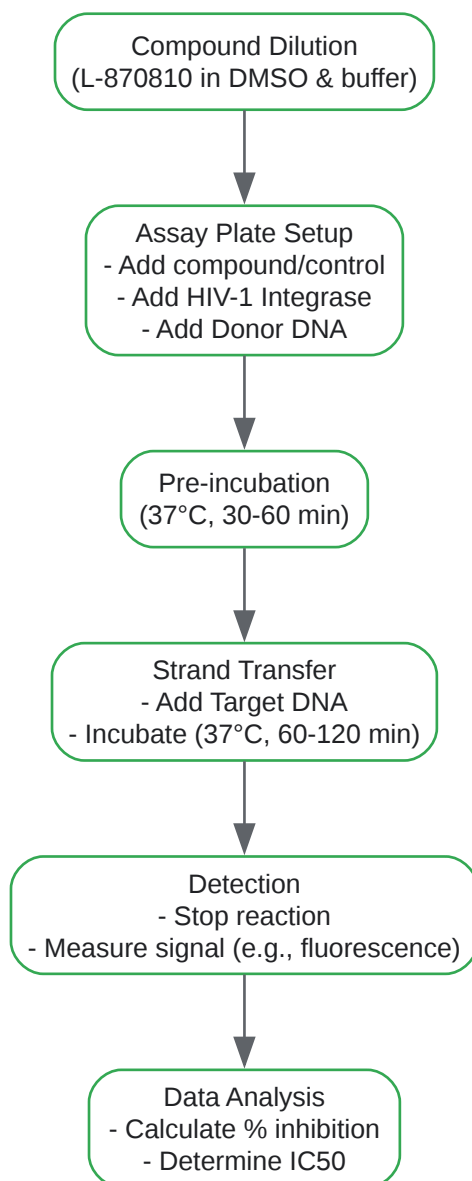 Compound Dilution
(L-870810 in DMSO & buffer)
Assay Plate Setup
- Add compound/control
- Add HIV-1 Integrase
- Add Donor DNA
Pre-incubation
(37°C, 30-60 min)
Strand Transfer
- Add Target DNA
- Incubate (37°C, 60-120 min)
Detection
- Stop reaction
- Measure signal (e.g., fluorescence)
Data Analysis
- Calculate % inhibition
- Determine IC50